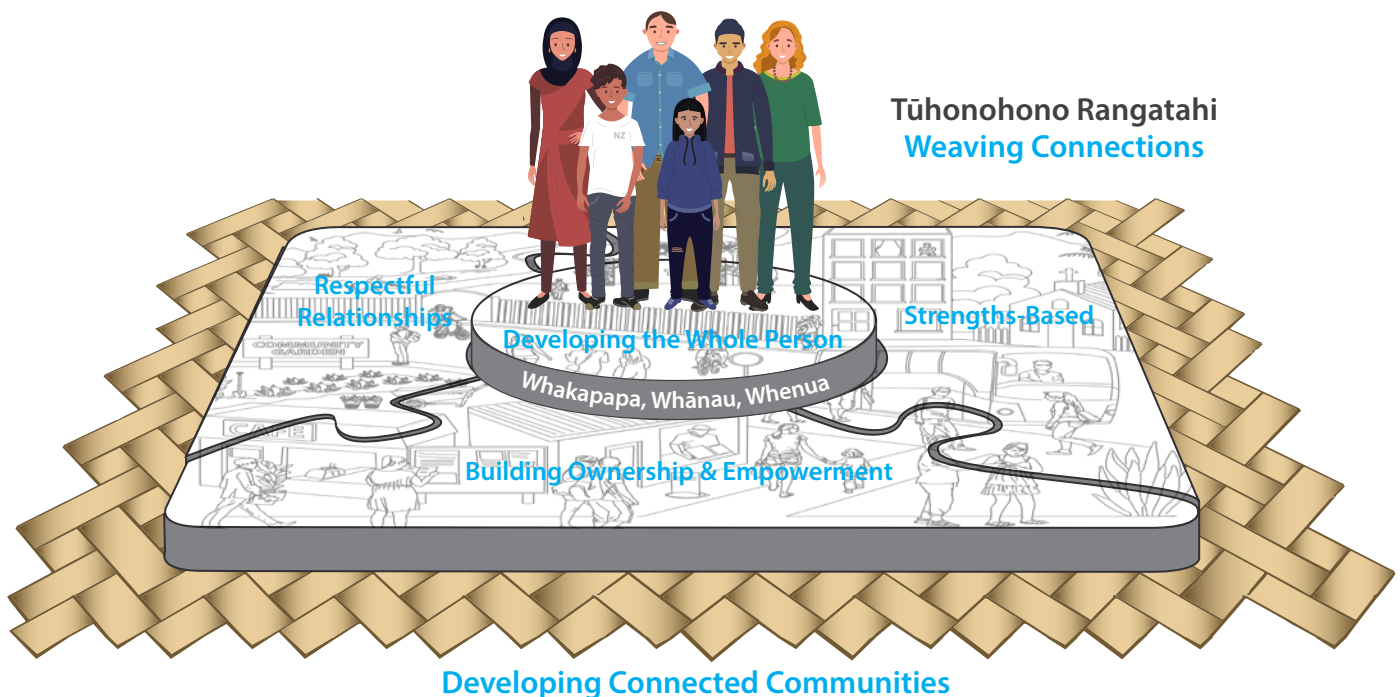 NZ
Tūhonohono Rangatahi
Weaving Connections
Respectful
Relationships
Strengths-Based
Developing the Whole Person
COMMUNITY
GARDEN
Whakapapa, Whānau, Whenua
CAFE
Building Ownership & Empowerment
Developing Connected Communities